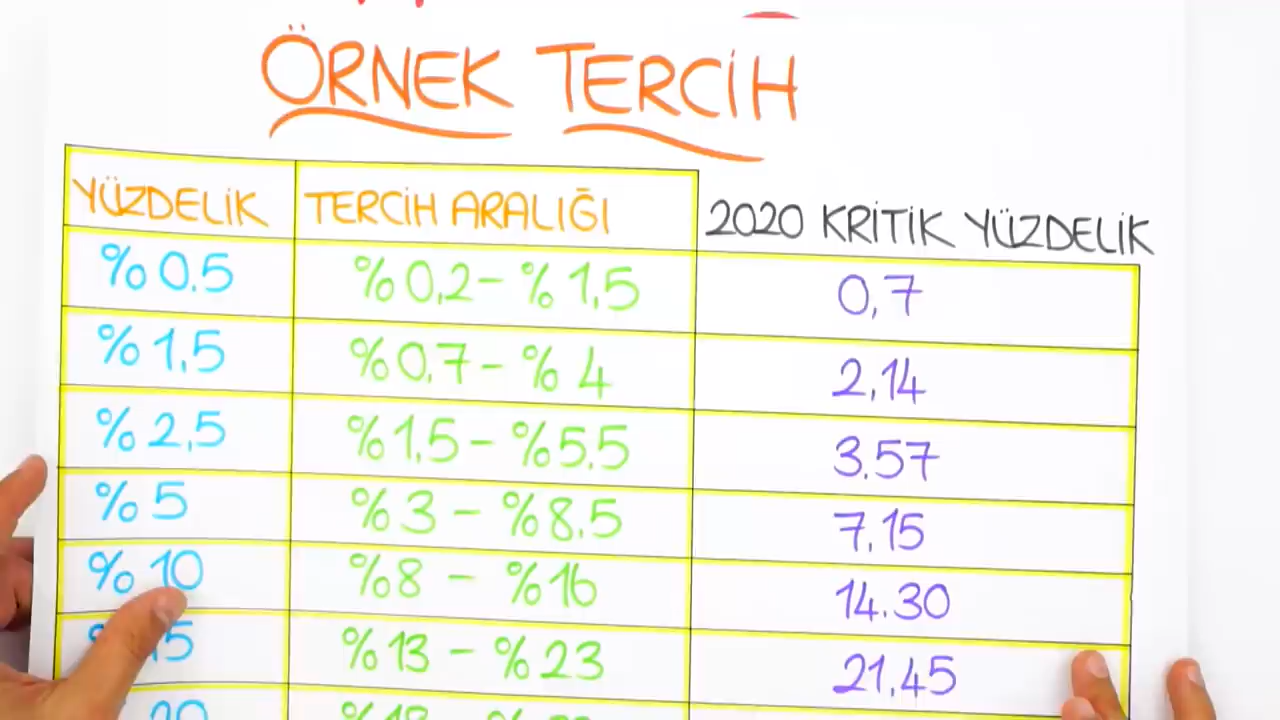 ÖRNEK TERCİH
YÜZDELİK TERCİH ARALIĞI 2020 KRİTİK YÜZDELİK
%0.5 %0,2-%1,5 0,7
%1,5 %0,7-%4 2,14
%2,5 %1,5-%5.5 3.57
%5 %3-%8.5 7,15
%10 %8-%16 14.30
%13-%23 21,45